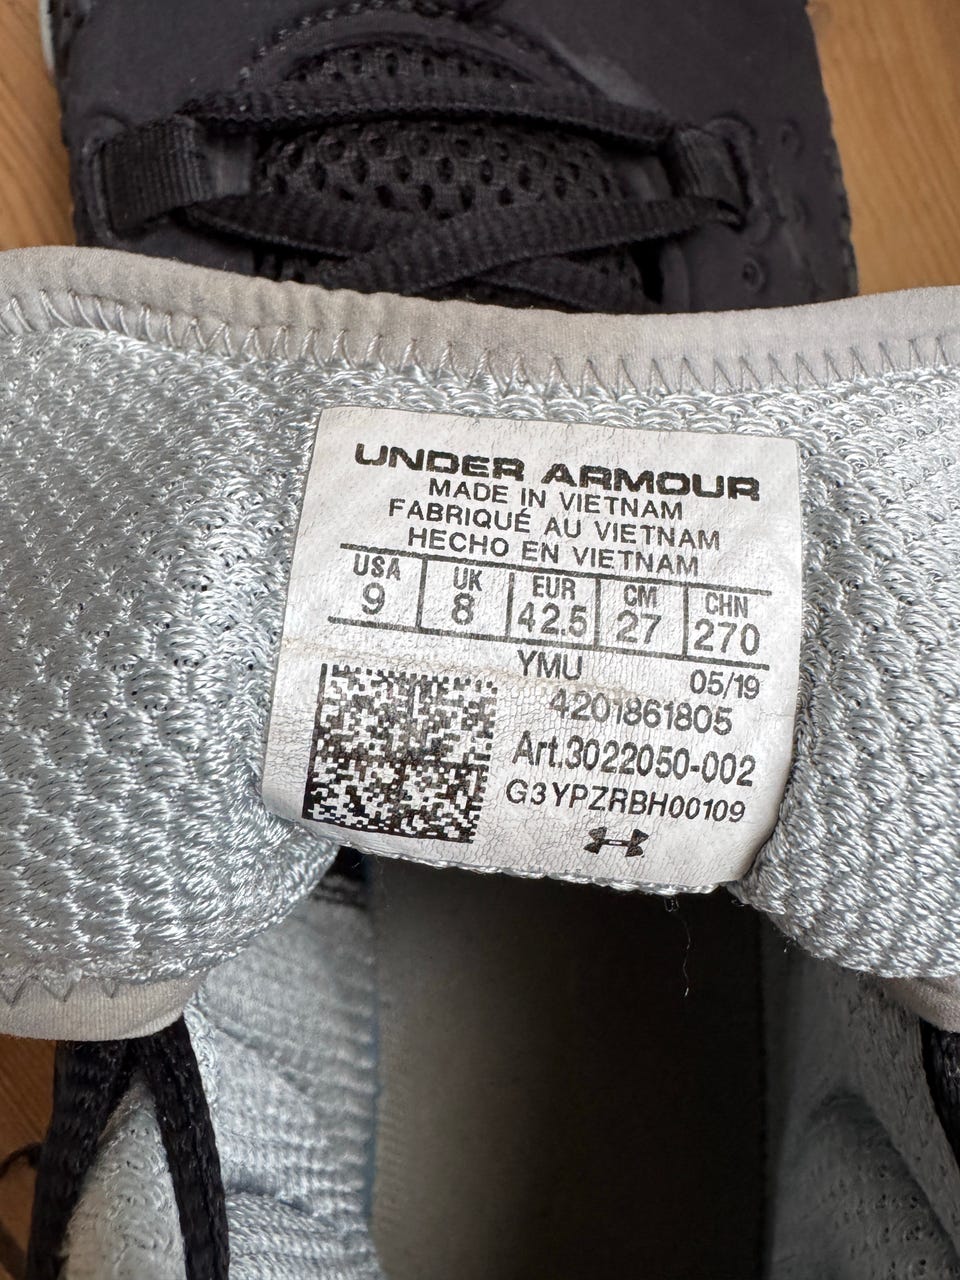 UNDER ARMOUR
MADE IN VIETNAM
FABRIQUÉ AU VIETNAM
HECHO EN VIETNAM
USA UK EUR CM CHN
9 8 42.5 27 270
YMU 05/19
4201861805
Art.3022050-002
G3YPZRBH00109